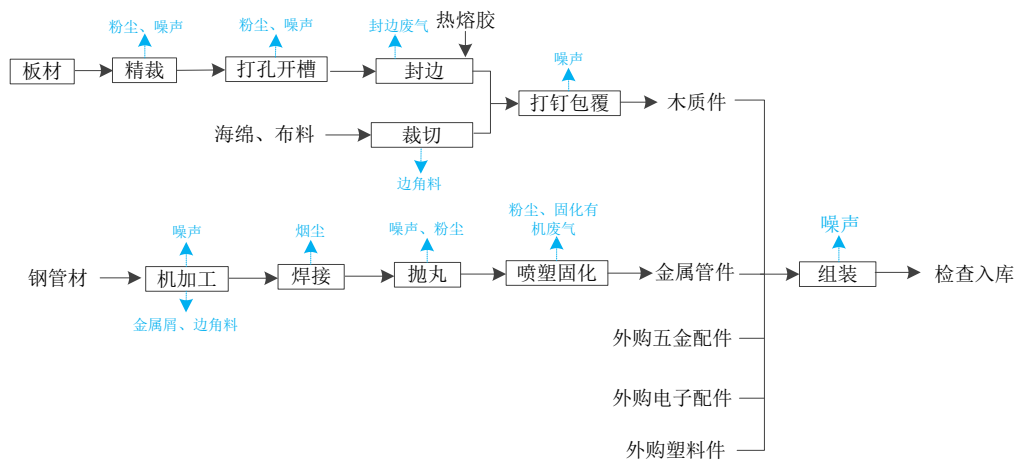 粉尘、噪声
粉尘、噪声
封边废气
热熔胶
噪声
板材
精裁
打孔开槽
封边
打钉包覆
木质件
海绵、布料
裁切
边角料
噪声
烟尘
噪声、粉尘
粉尘、固化有
机废气
噪声
钢管材
机加工
焊接
抛丸
喷塑固化
金属管件
组装
检查入库
金属屑、边角料
外购五金配件
外购电子配件
外购塑料件